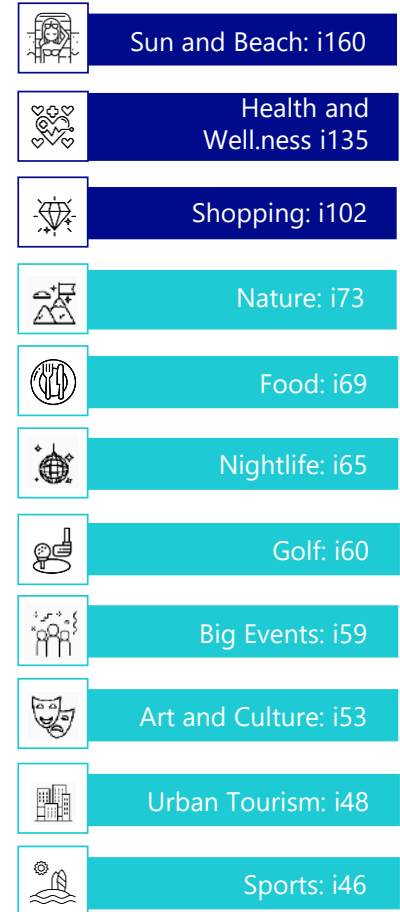 Sun and Beach: i160
Health and
Well.ness i135
Shopping: i102
Nature: i73
Food: i69
Nightlife: i65
Golf: i60
Big Events: i59
Art and Culture: i53
Urban Tourism: i48
Sports: i46